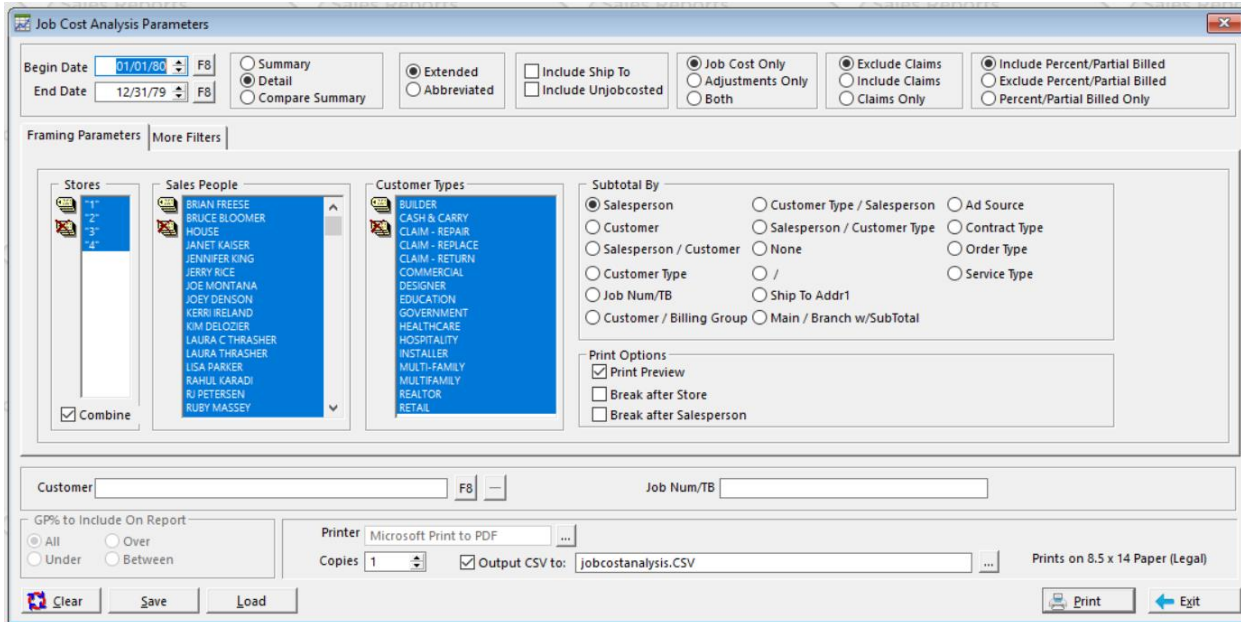 Sales Reports Sales Reports Sales Reports Sales Reports
Job Cost Analysis Parameters
Begin Date 01/01/80 F8
End Date 12/31/79 F8
Summary
Detail
Compare Summary
Extended
Abbreviated
Include Ship To
Include Unjobcosted
Job Cost Only
Adjustments Only
Both
Exclude Claims
Include Claims
Claims Only
Include Percent/Partial Billed
Exclude Percent/Partial Billed
Percent/Partial Billed Only
Framing Parameters More Filters
Stores
"1"
"2"
"3"
"4"
Combine
Sales People
BRIAN FREESE
BRUCE BLOOMER
HOUSE
JANET KAISER
JENNIFER KING
JERRY RICE
JOE MONTANA
JOEY DENSON
KERRI IRELAND
KIM DELOZIER
LAURA C THRASHER
LAURA THRASHER
LISA PARKER
RAHUL KARADI
RJ PETERSEN
RUBY MASSEY
Customer Types
BUILDER
CASH & CARRY
CLAIM - REPAIR
CLAIM - REPLACE
CLAIM - RETURN
COMMERCIAL
DESIGNER
EDUCATION
GOVERNMENT
HEALTHCARE
HOSPITALITY
INSTALLER
MULTI-FAMILY
MULTIFAMILY
REALTOR
RETAIL
Subtotal By
Salesperson Customer Type / Salesperson Ad Source
Customer Salesperson / Customer Type Contract Type
Salesperson / Customer None Order Type
Customer Type / Service Type
Job Num/TB Ship To Addr1
Customer / Billing Group Main / Branch w/SubTotal
Print Options
Print Preview
Break after Store
Break after Salesperson
Customer F8 — Job Num/TB
GP% to Include On Report
All Over
Under Between
Printer Microsoft Print to PDF ...
Copies 1 Output CSV to: jobcostanalysis.CSV ... Prints on 8.5 x 14 Paper (Legal)
Clear Save Load Print Exit